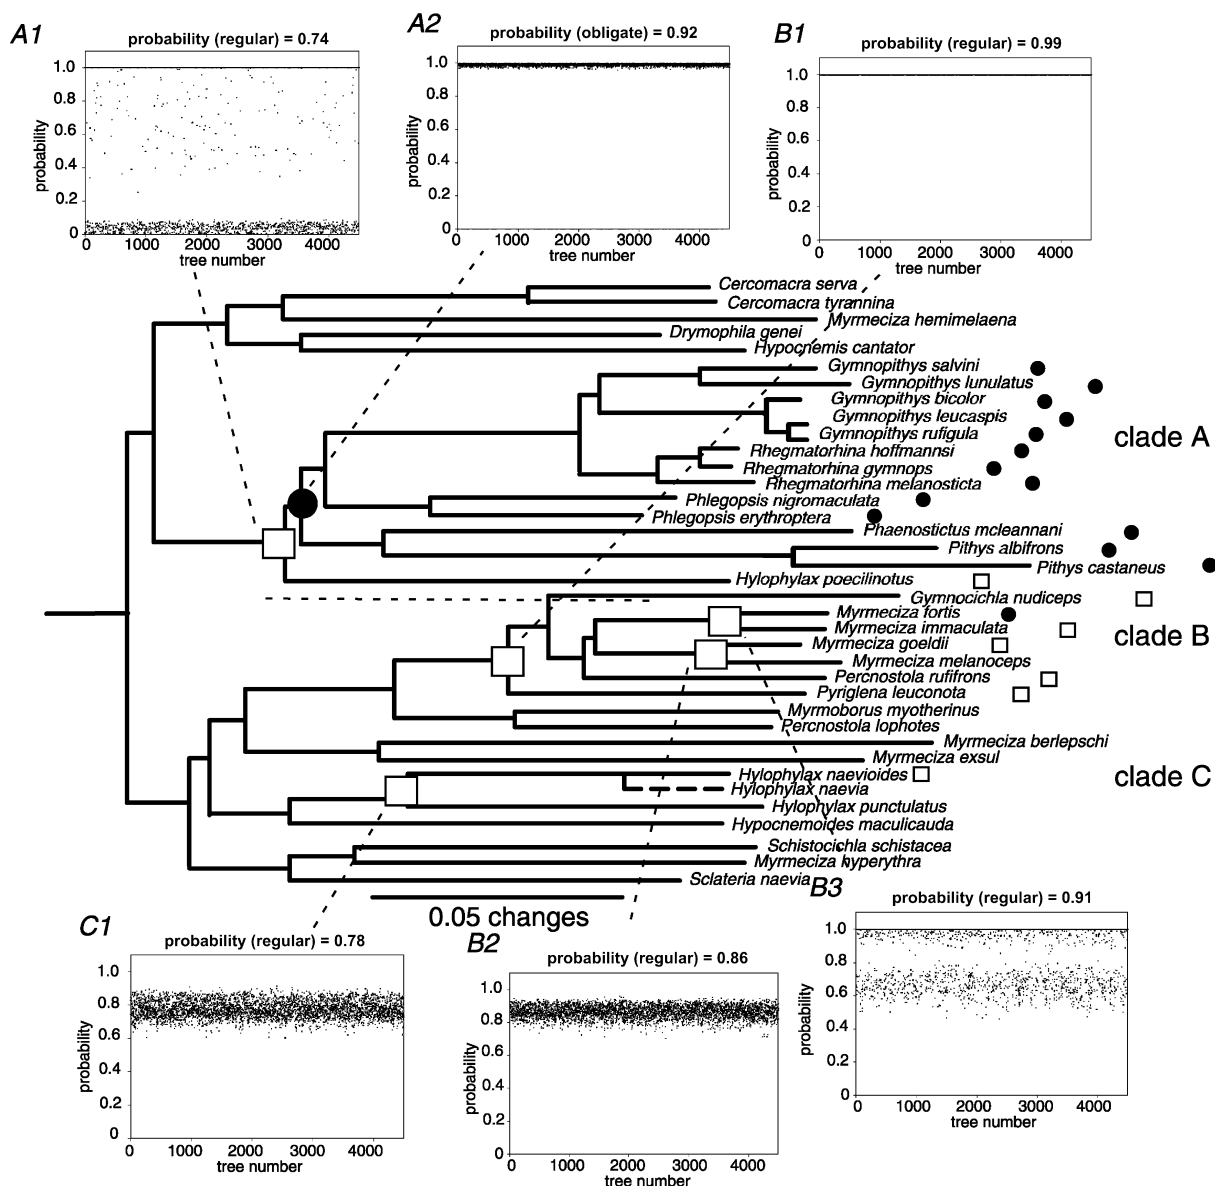 A1
probability (regular) = 0.74
probability
1.0
0.8
0.6
0.4
0.2
0
0 1000 2000 3000 4000
tree number
A2
probability (obligate) = 0.92
probability
1.0
0.8
0.6
0.4
0.2
0
0 1000 2000 3000 4000
tree number
B1
probability (regular) = 0.99
probability
1.0
0.8
0.6
0.4
0.2
0
0 1000 2000 3000 4000
tree number
Cercomacra serva
Cercomacra tyrannina
Myrmeciza hemimelaena
Drymophila genei
Hypocnemis cantator
Gymnopithys salvini
Gymnopithys lunulatus
Gymnopithys bicolor
Gymnopithys leucaspis
Gymnopithys rufigula
clade A
Rhegmatorhina hoffmannsi
Rhegmatorhina gymnops
Rhegmatorhina melanosticta
Phlegopsis nigromaculata
Phlegopsis erythroptera
Phaenostictus mcleannani
Pithys albifrons
Pithys castaneus
Hylophylax poecilinotus
Gymnocichla nudiceps
Myrmeciza fortis
Myrmeciza immaculata
clade B
Myrmeciza goeldii
Myrmeciza melanoceps
Percnostola rufifrons
Pyriglena leuconota
Myrmoborus myotherinus
Percnostola lophotes
Myrmeciza berlepschi
Myrmeciza exsul
Hylophylax naevioides
clade C
Hylophylax naevia
Hylophylax punctulatus
Hypocnemoides maculicauda
Schistocichla schistacea
Myrmeciza hyperythra
Sclateria naevia
0.05 changes
C1
probability (regular) = 0.78
probability
1.0
0.8
0.6
0.4
0.2
0
0 1000 2000 3000 4000
tree number
B2
probability (regular) = 0.86
probability
1.0
0.8
0.6
0.4
0.2
0
0 1000 2000 3000 4000
tree number
B3
probability (regular) = 0.91
probability
1.0
0.8
0.6
0.4
0.2
0
0 1000 2000 3000 4000
tree number